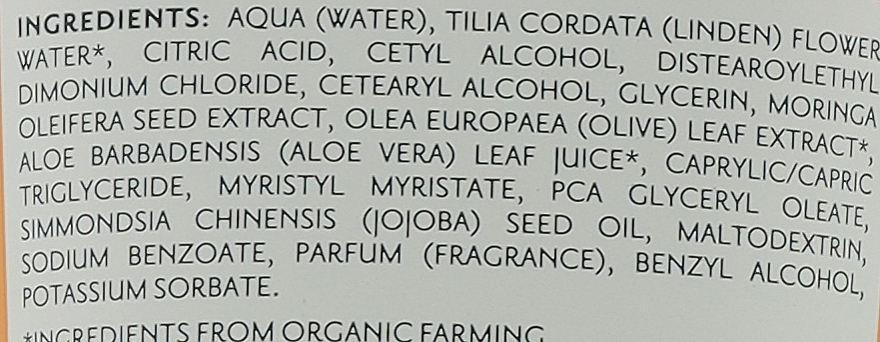 INGREDIENTS: AQUA (WATER), TILIA CORDATA (LINDEN) FLOWER
WATER*, CITRIC ACID, CETYL ALCOHOL, DISTEAROYLETHYL
DIMONIUM CHLORIDE, CETEARYL ALCOHOL, GLYCERIN, MORINGA
OLEIFERA SEED EXTRACT, OLEA EUROPAEA (OLIVE) LEAF EXTRACT*,
ALOE BARBADENSIS (ALOE VERA) LEAF JUICE*, CAPRYLIC/CAPRIC
TRIGLYCERIDE, MYRISTYL MYRISTATE, PCA GLYCERYL OLEATE,
SIMMONDSIA CHINENSIS (JOJOBA) SEED OIL, MALTODEXTRIN,
SODIUM BENZOATE, PARFUM (FRAGRANCE), BENZYL ALCOHOL,
POTASSIUM SORBATE.
*INGREDIENTS FROM ORGANIC FARMING